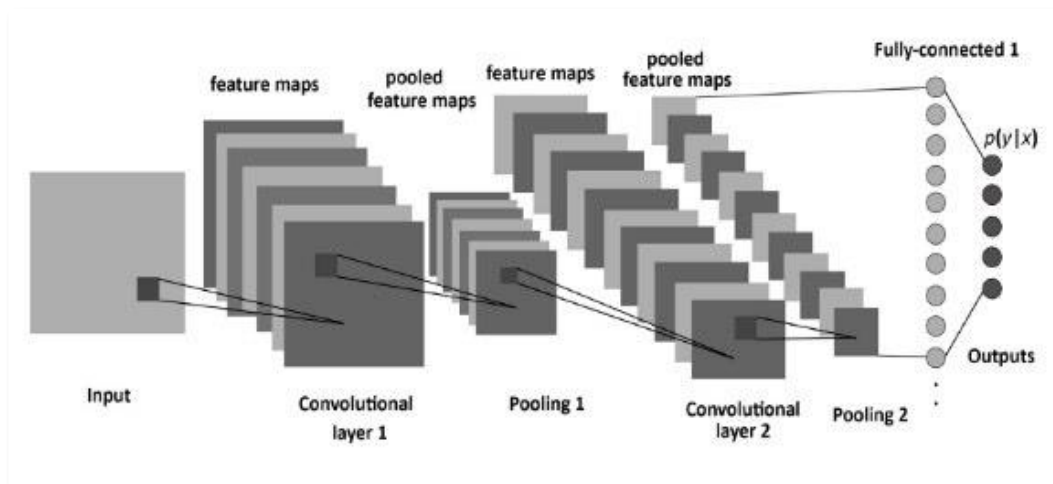 Fully-connected 1
feature maps
pooled
feature maps
feature maps
pooled
feature maps
p(y|x)
Input
Convolutional
layer 1
Pooling 1
Convolutional
layer 2
Pooling 2
Outputs